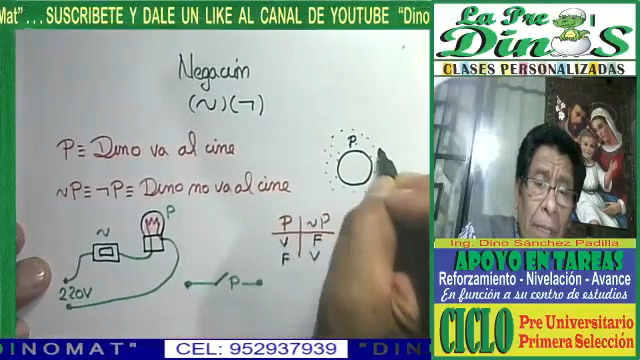 Mat"... SUSCRIBETE Y DALE UN LIKE AL CANAL DE YOUTUBE "Dino
La Pre
DinoS
CLASES PERSONALIZADAS
Negación
(~)(¬)
P≡ Dino va al cine
~P≡¬P≡ Dino no va al cine
P
~
P
220V
P
P ~P
V F
F V
Ing. Dino Sánchez Padilla
APOYO EN TAREAS
Reforzamiento - Nivelación - Avance
En función a su centro de estudios
CICLO Pre Universitario
Primera Selección
DINOMAT" CEL: 952937939